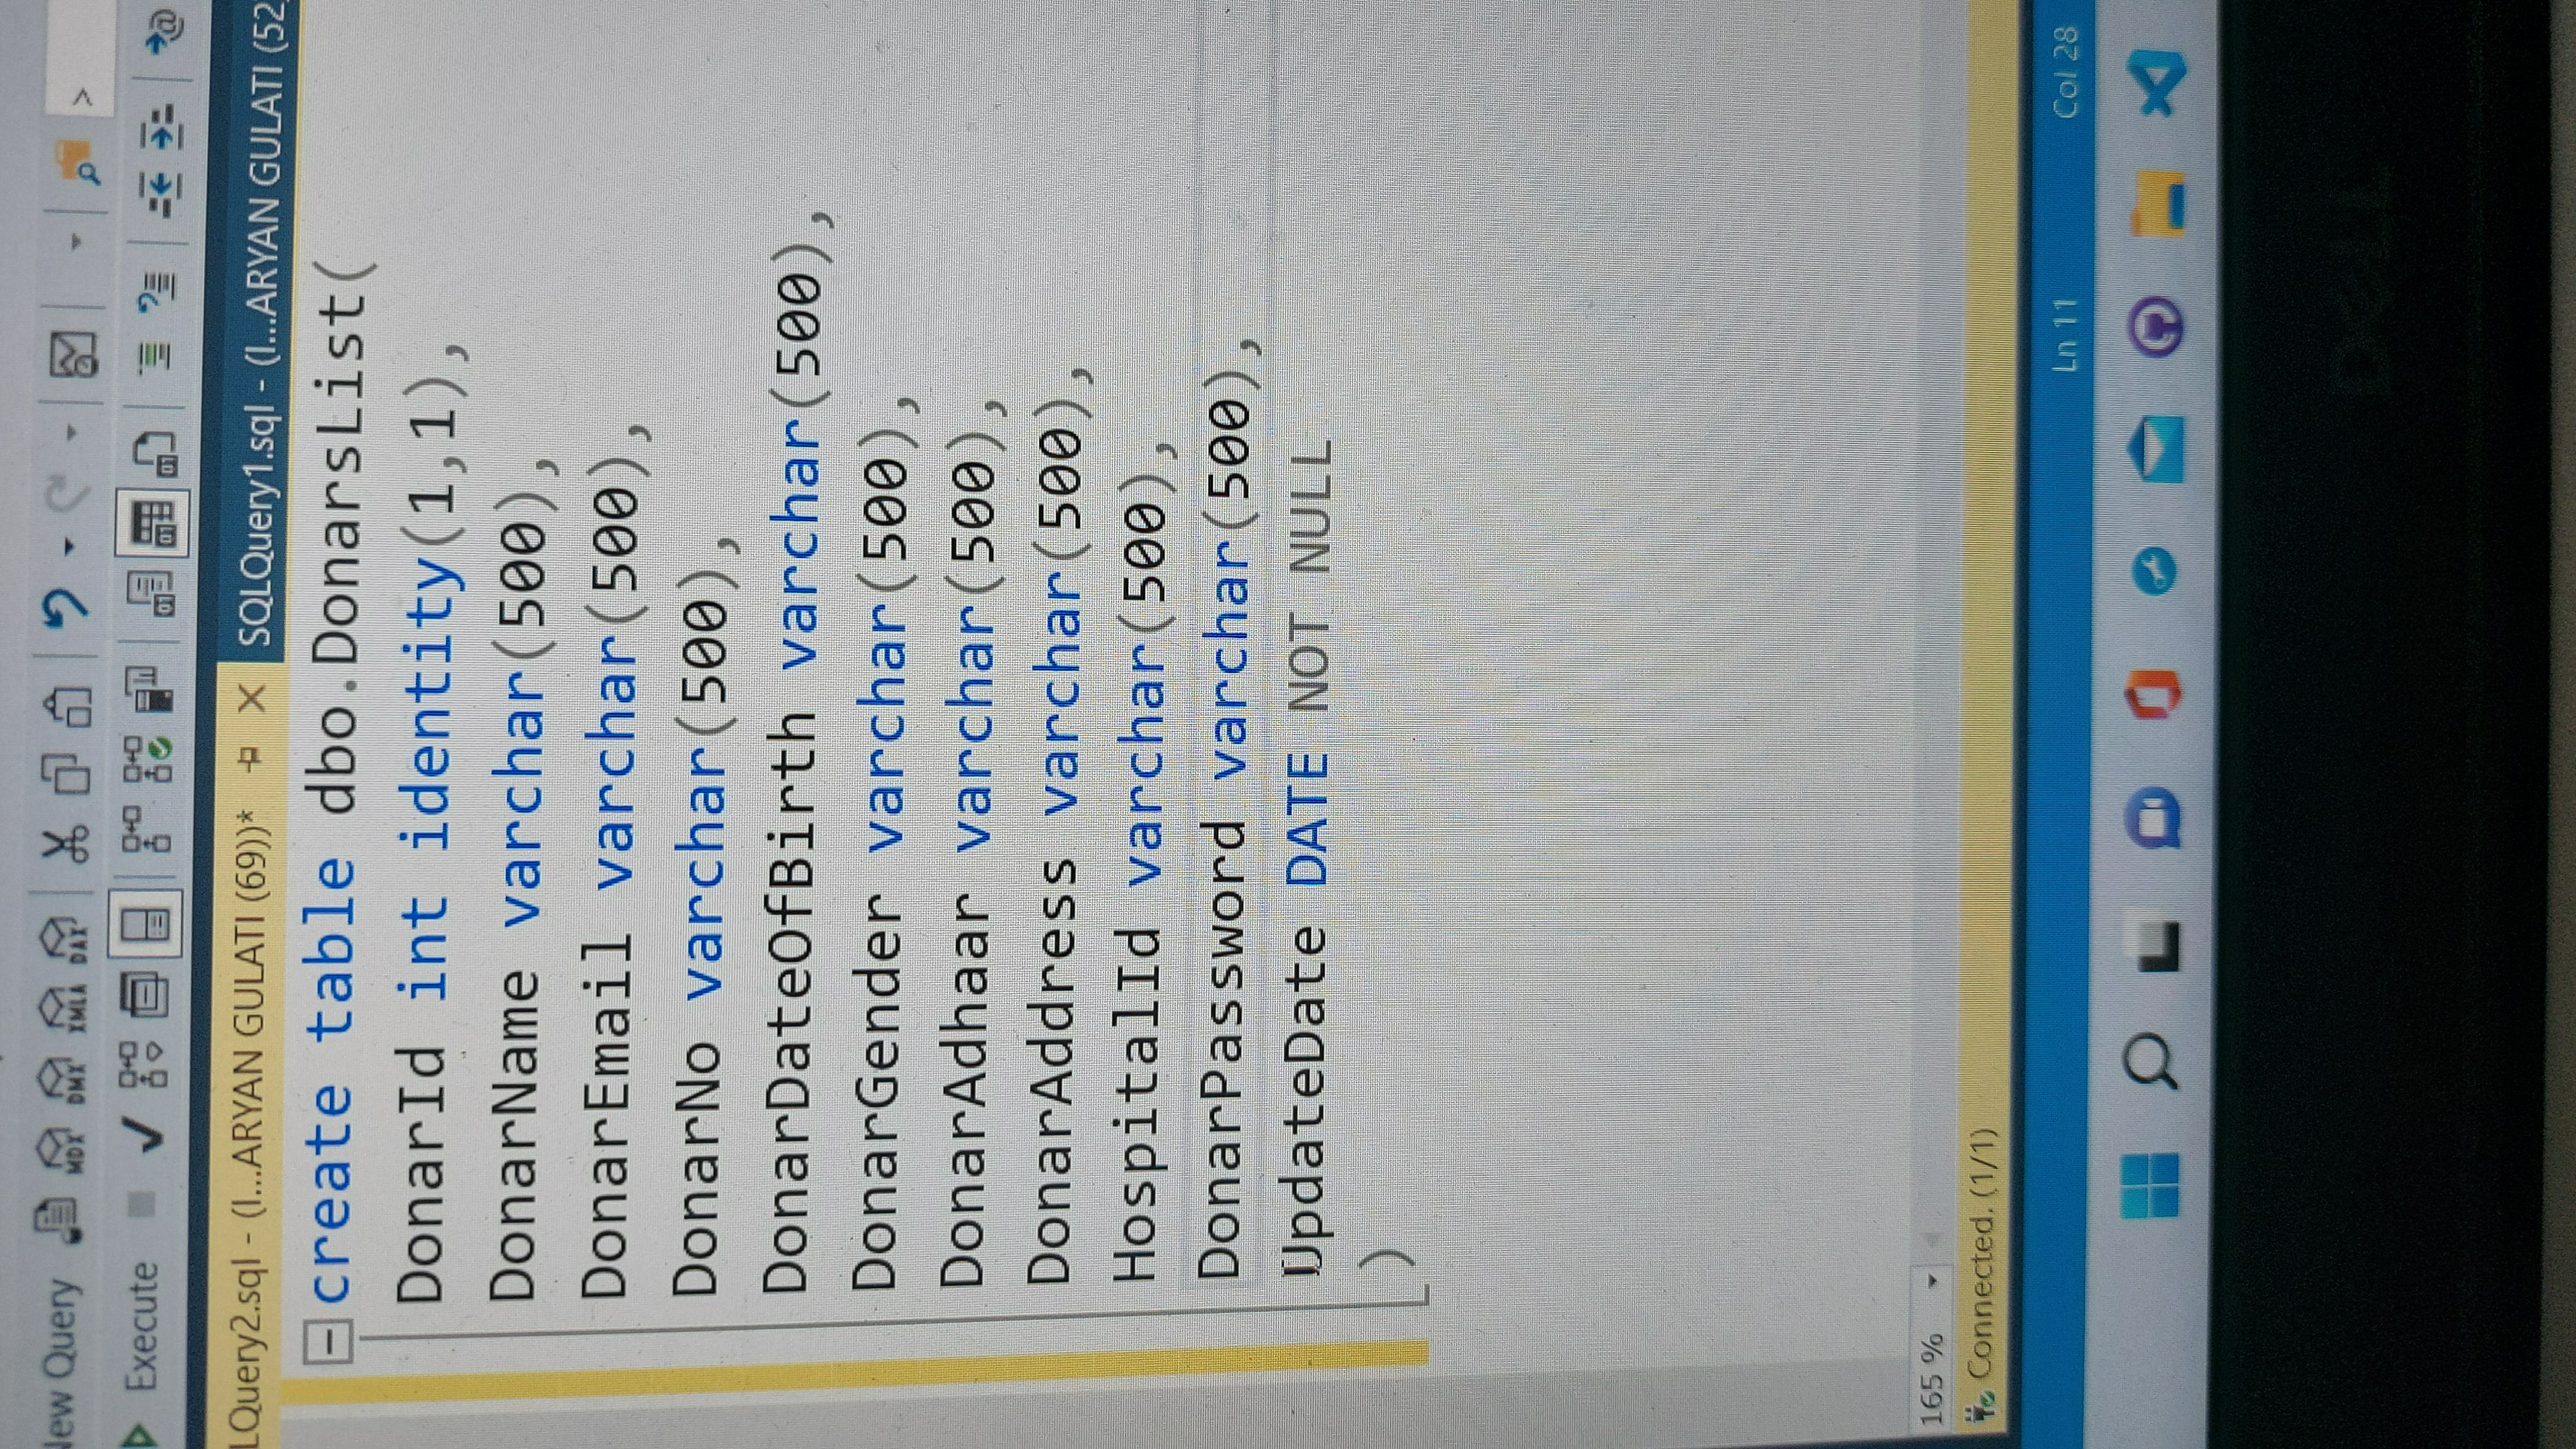 New Query MDX DMX XMLA DAX >
Execute
LQuery2.sql - (l...ARYAN GULATI (69))* SQLQuery1.sql - (l...ARYAN GULATI (52
create table dbo.DonarsList(
DonarId int identity(1,1),
DonarName varchar(500),
DonarEmail varchar(500),
DonarNo varchar(500),
DonarDateOfBirth varchar(500),
DonarGender varchar(500),
DonarAdhaar varchar(500),
DonarAddress varchar(500),
HospitalId varchar(500),
DonarPassword varchar(500),
UpdateDate DATE NOT NULL
)
165 %
Connected. (1/1)
Ln 11 Col 28
DELL